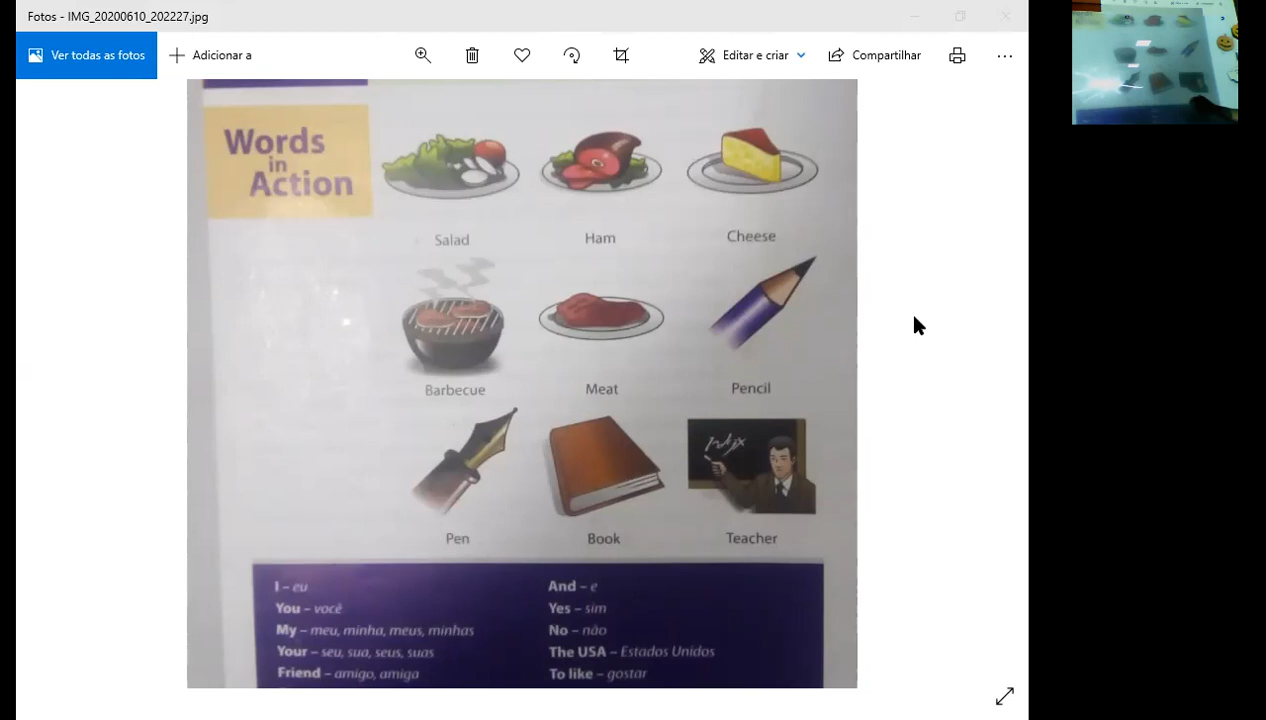 Fotos - IMG_20200610_202227.jpg
Ver todas as fotos
Adicionar a
Editar e criar
Compartilhar
Words
in
Action
Salad
Ham
Cheese
Barbecue
Meat
Pencil
Pen
Book
Teacher
I – eu
You – você
My – meu, minha, meus, minhas
Your – seu, sua, seus, suas
Friend – amigo, amiga
And – e
Yes – sim
No – não
The USA – Estados Unidos
To like – gostar